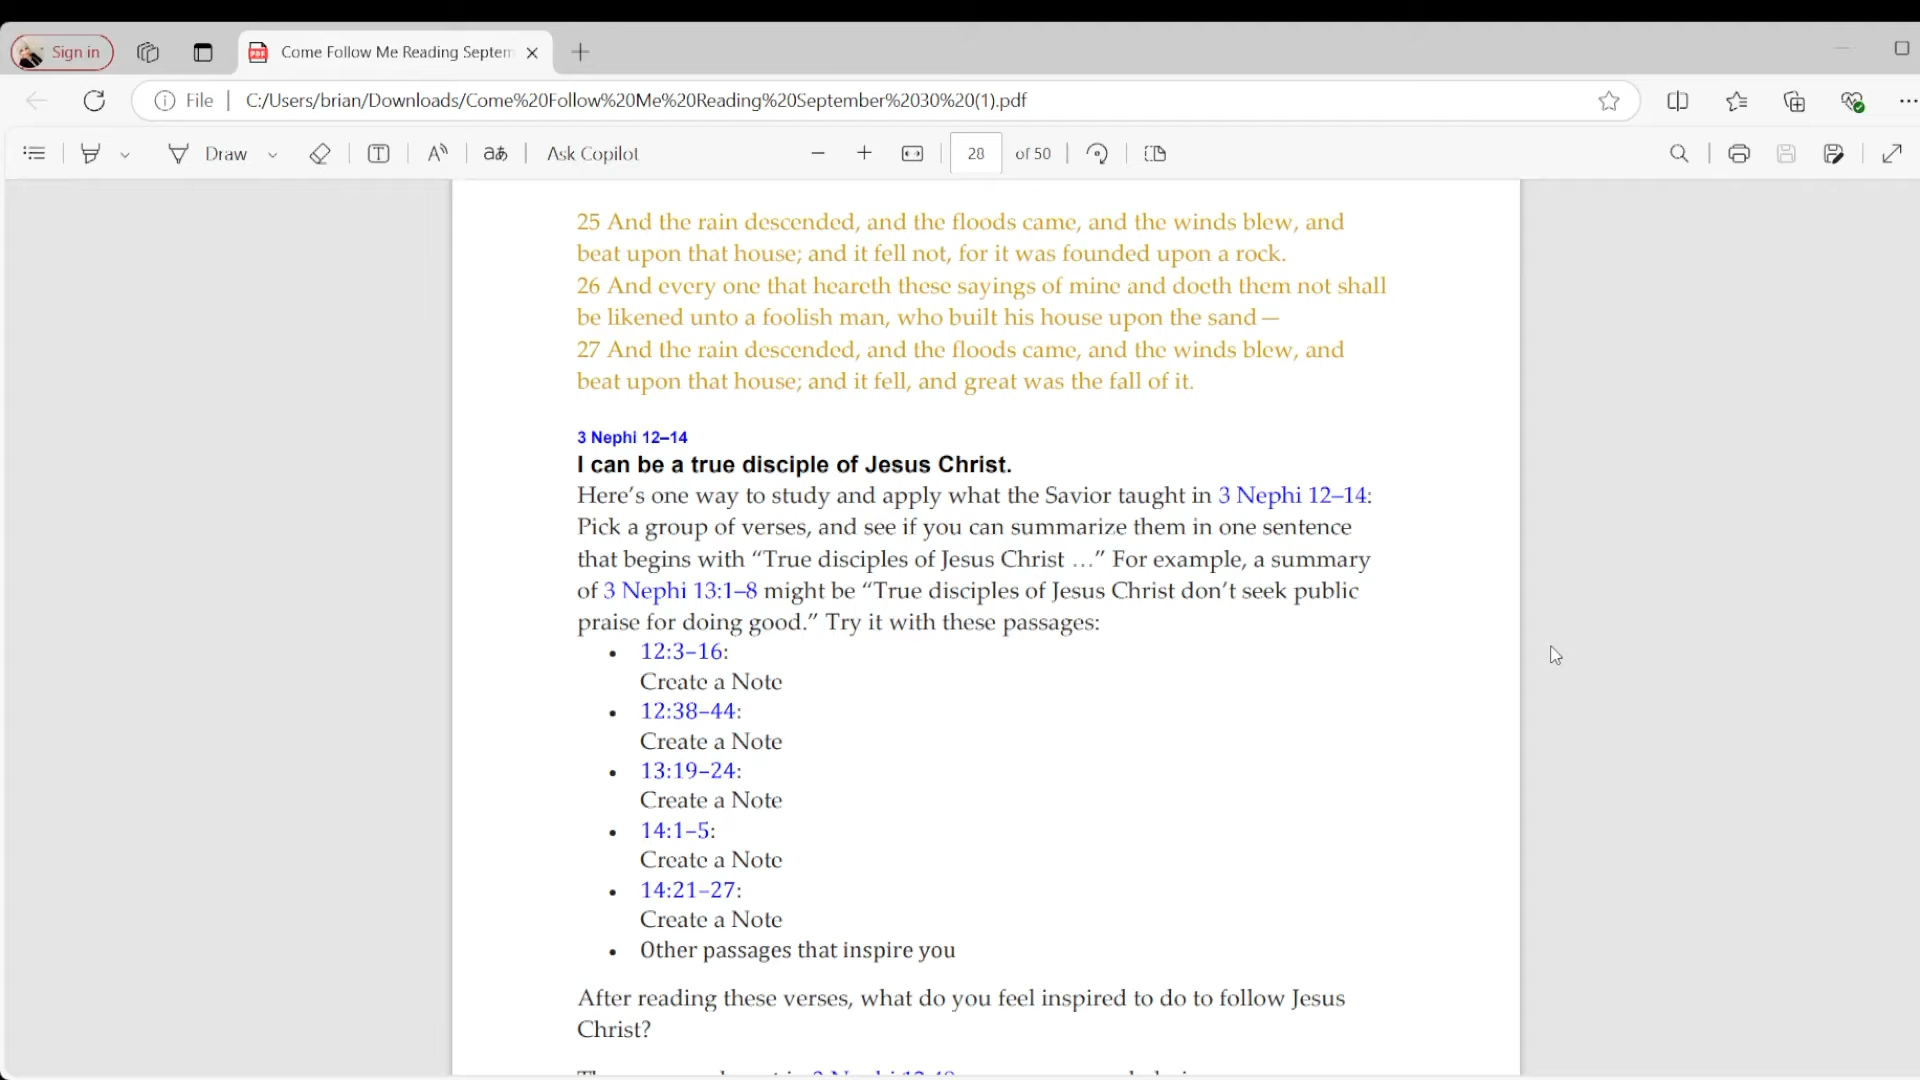 Sign in
Come Follow Me Reading Septem
File
C:/Users/brian/Downloads/Come%20Follow%20Me%20Reading%20September%2030%20(1).pdf
Draw
Ask Copilot
28 of 50
25 And the rain descended, and the floods came, and the winds blew, and
beat upon that house; and it fell not, for it was founded upon a rock.
26 And every one that heareth these sayings of mine and doeth them not shall
be likened unto a foolish man, who built his house upon the sand—
27 And the rain descended, and the floods came, and the winds blew, and
beat upon that house; and it fell, and great was the fall of it.
3 Nephi 12–14
I can be a true disciple of Jesus Christ.
Here’s one way to study and apply what the Savior taught in 3 Nephi 12–14:
Pick a group of verses, and see if you can summarize them in one sentence
that begins with “True disciples of Jesus Christ …” For example, a summary
of 3 Nephi 13:1–8 might be “True disciples of Jesus Christ don’t seek public
praise for doing good.” Try it with these passages:
• 12:3–16:
Create a Note
• 12:38–44:
Create a Note
• 13:19–24:
Create a Note
• 14:1–5:
Create a Note
• 14:21–27:
Create a Note
• Other passages that inspire you
After reading these verses, what do you feel inspired to do to follow Jesus
Christ?